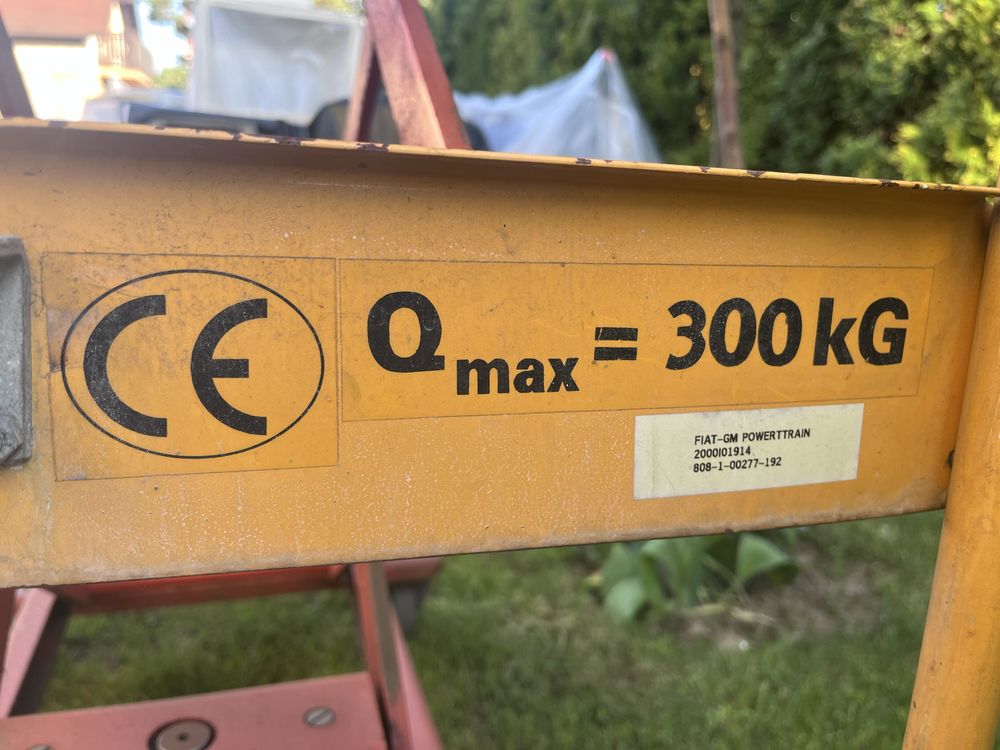 CE
Qmax = 300 kG
FIAT-GM POWERTTRAIN
2000I01914
808-1-00277-192